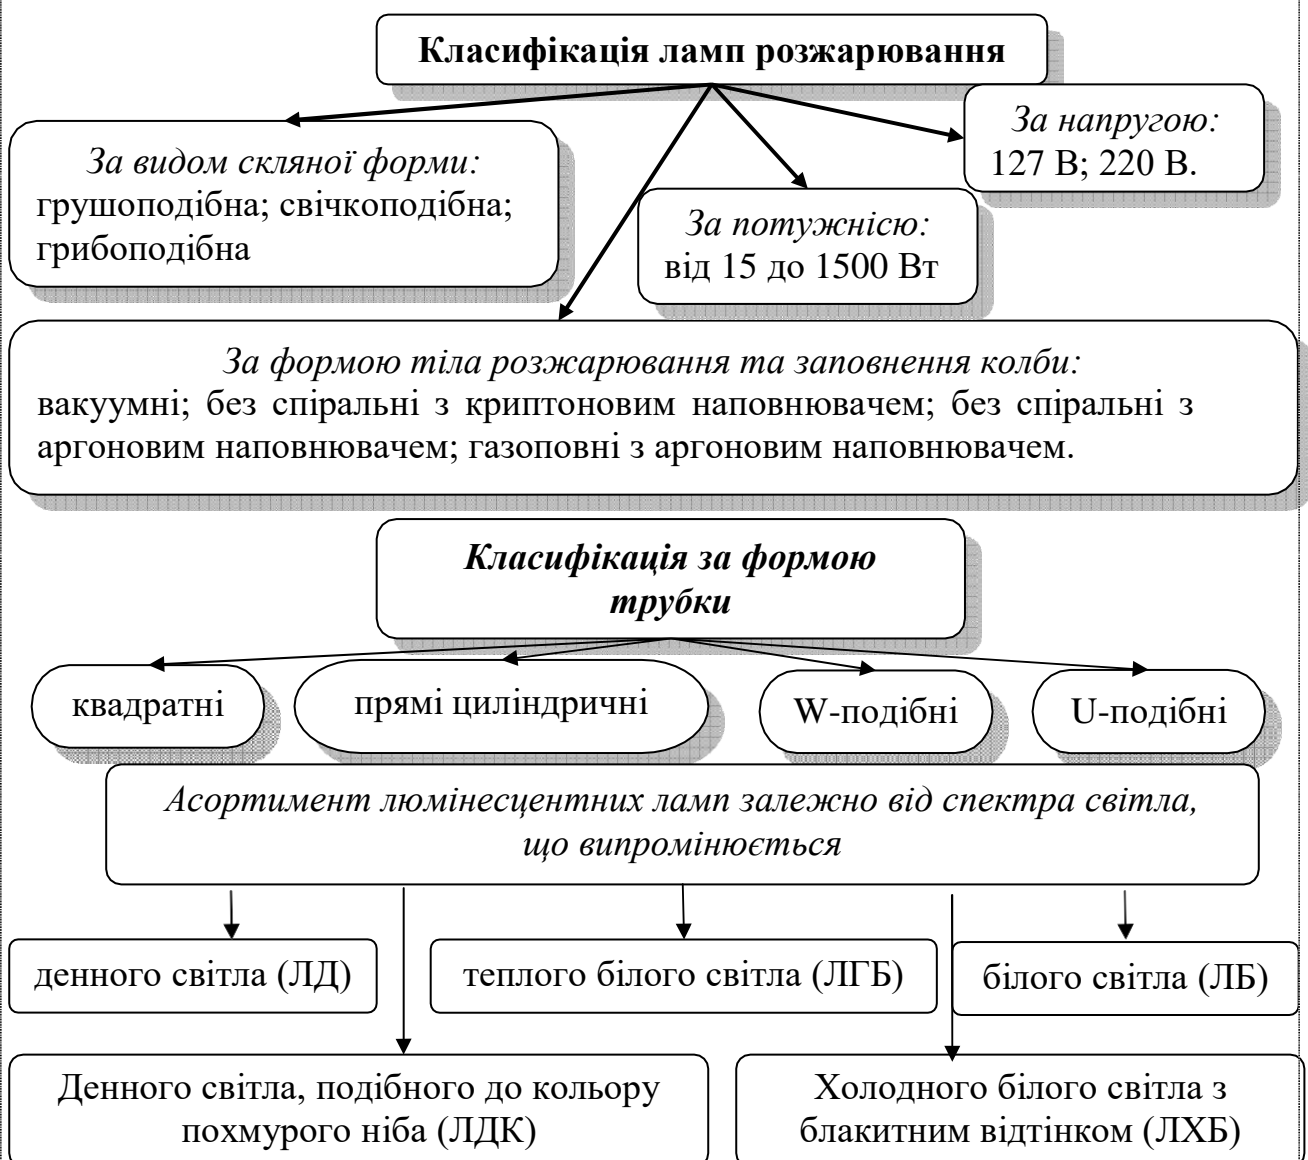 Класифікація ламп розжарювання
За напругою:
127 В; 220 В.
За видом скляної форми:
грушоподібна; свічкоподібна;
грибоподібна
За потужнісю:
від 15 до 1500 Вт
За формою тіла розжарювання та заповнення колби:
вакуумні; без спіральні з криптоновим наповнювачем; без спіральні з
аргоновим наповнювачем; газоповні з аргоновим наповнювачем.
Класифікація за формою
трубки
квадратні
прямі циліндричні
W-подібні
U-подібні
Асортимент люмінесцентних ламп залежно від спектра світла,
що випромінюється
денного світла (ЛД)
теплого білого світла (ЛГБ)
білого світла (ЛБ)
Денного світла, подібного до кольору
похмурого ніба (ЛДК)
Холодного білого світла з
блакитним відтінком (ЛХБ)